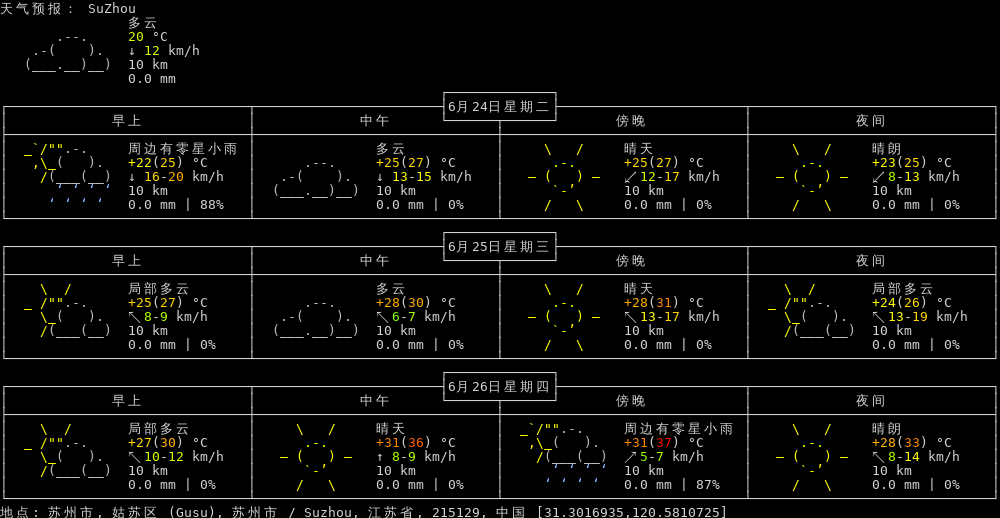 天气预报: SuZhou
多云
20 °C
↓ 12 km/h
10 km
0.0 mm
6月24日星期二
早上 中午 傍晚 夜间
周边有零星小雨 多云 晴天 晴朗
+22(25) °C +25(27) °C +25(27) °C +23(25) °C
↓ 16-20 km/h ↓ 13-15 km/h ↙ 12-17 km/h ↙ 8-13 km/h
10 km 10 km 10 km 10 km
0.0 mm | 88% 0.0 mm | 0% 0.0 mm | 0% 0.0 mm | 0%
6月25日星期三
早上 中午 傍晚 夜间
局部多云 多云 晴天 局部多云
+25(27) °C +28(30) °C +28(31) °C +24(26) °C
↖ 8-9 km/h ↖ 6-7 km/h ↖ 13-17 km/h ↖ 13-19 km/h
10 km 10 km 10 km 10 km
0.0 mm | 0% 0.0 mm | 0% 0.0 mm | 0% 0.0 mm | 0%
6月26日星期四
早上 中午 傍晚 夜间
局部多云 晴天 周边有零星小雨 晴朗
+27(30) °C +31(36) °C +31(37) °C +28(33) °C
↖ 10-12 km/h ↑ 8-9 km/h ↗ 5-7 km/h ↖ 8-14 km/h
10 km 10 km 10 km 10 km
0.0 mm | 0% 0.0 mm | 0% 0.0 mm | 87% 0.0 mm | 0%
地点: 苏州市, 姑苏区 (Gusu), 苏州市 / Suzhou, 江苏省, 215129, 中国 [31.3016935,120.5810725]